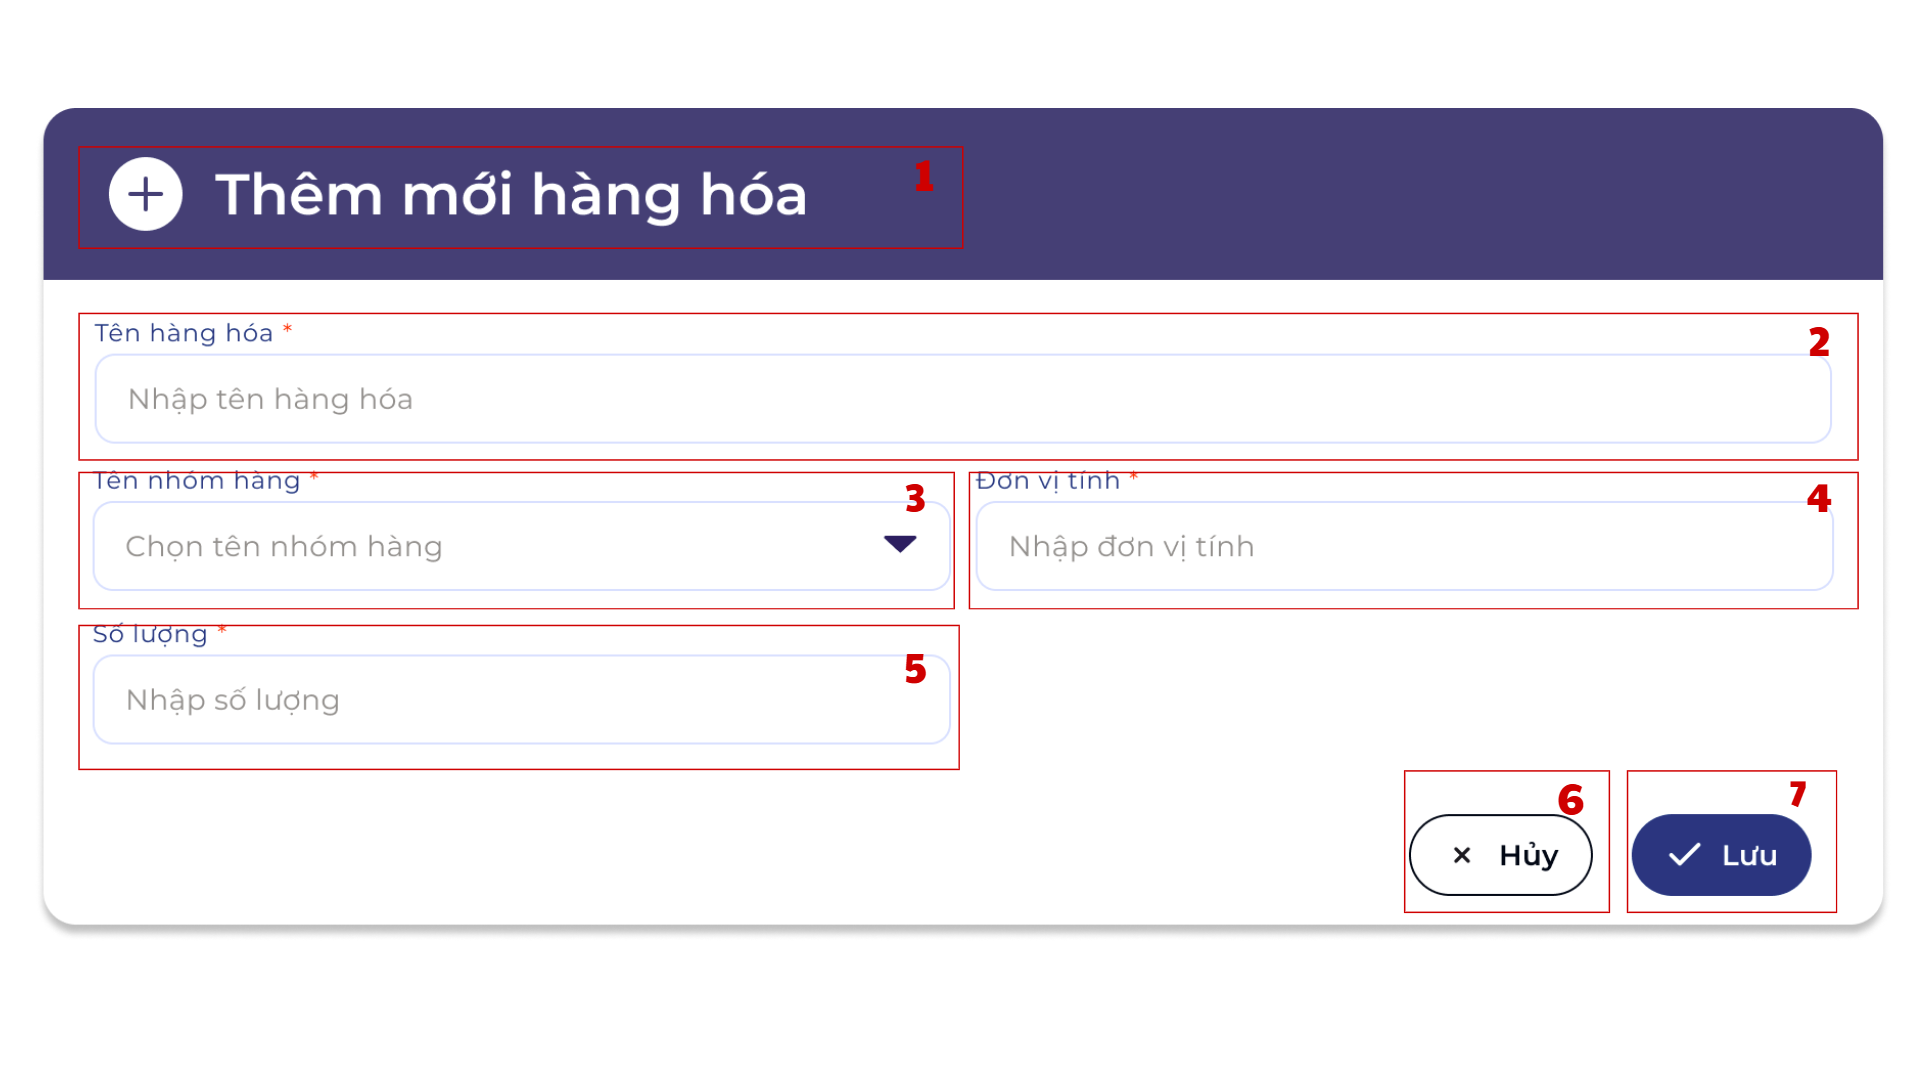 Thêm mới hàng hóa 1
Tên hàng hóa * 2
Nhập tên hàng hóa
Tên nhóm hàng * 3
Chọn tên nhóm hàng
Đơn vị tính * 4
Nhập đơn vị tính
Số lượng * 5
Nhập số lượng
6
Hủy
7
Lưu